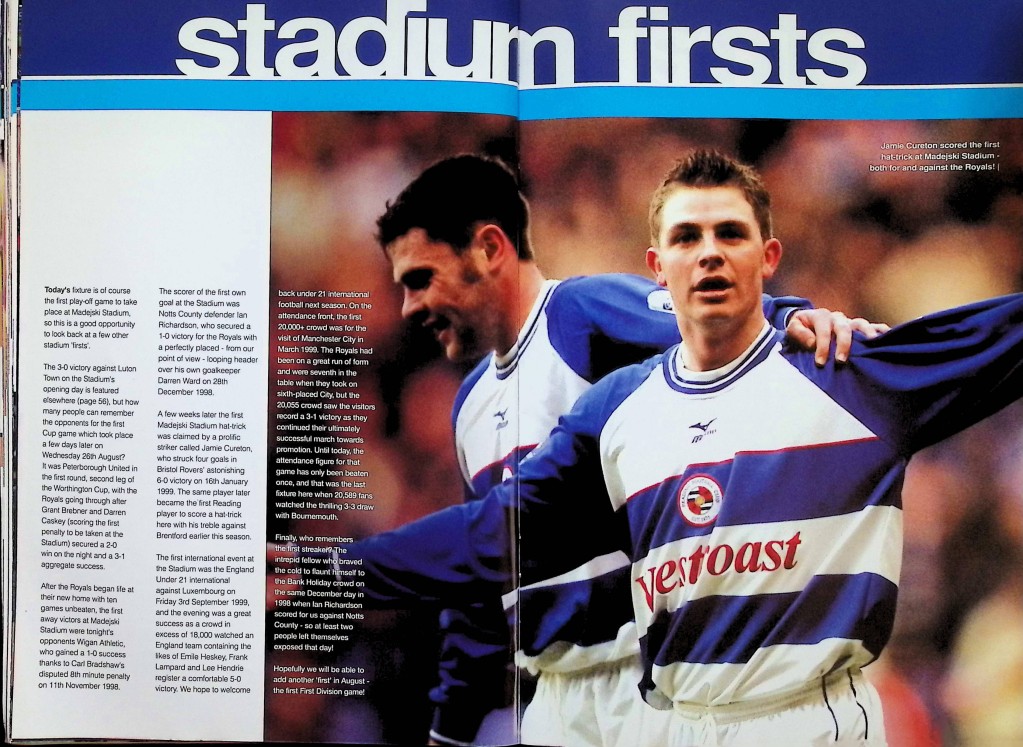 stadium firsts
Jamie Cureton scored the first
hat-trick at Madejski Stadium -
both for and against the Royals! |
Today's fixture is of course
the first play-off game to take
place at Madejski Stadium,
so this is a good opportunity
to look back at a few other
stadium 'firsts'.
The 3-0 victory against Luton
Town on the Stadium's
opening day is featured
elsewhere (page 56), but how
many people can remember
the opponents for the first
Cup game which took place
a few days later on
Wednesday 26th August?
It was Peterborough United in
the first round, second leg of
the Worthington Cup, with the
Royals going through after
Grant Brebner and Darren
Caskey (scoring the first
penalty to be taken at the
Stadium) secured a 2-0
win on the night and a 3-1
aggregate success.
After the Royals began life at
their new home with ten
games unbeaten, the first
away victors at Madejski
Stadium were tonight's
opponents Wigan Athletic,
who gained a 1-0 success
thanks to Carl Bradshaw's
disputed 8th minute penalty
on 11th November 1998.
The scorer of the first own
goal at the Stadium was
Notts County defender Ian
Richardson, who secured a
1-0 victory for the Royals with
a perfectly placed - from our
point of view - looping header
over his own goalkeeper
Darren Ward on 28th
December 1998.
A few weeks later the first
Madejski Stadium hat-trick
was claimed by a prolific
striker called Jamie Cureton,
who struck four goals in
Bristol Rovers' astonishing
6-0 victory on 16th January
1999. The same player later
became the first Reading
player to score a hat-trick
here with his treble against
Brentford earlier this season.
The first international event at
the Stadium was the England
Under 21 international
against Luxembourg on
Friday 3rd September 1999,
and the evening was a great
success as a crowd in
excess of 18,000 watched an
England team containing the
likes of Emile Heskey, Frank
Lampard and Lee Hendrie
register a comfortable 5-0
victory. We hope to welcome
back under 21 international
football next season. On the
attendance front, the first
20,000+ crowd was for the
visit of Manchester City in
March 1999. The Royals had
been on a great run of form
and were seventh in the
table when they took on
sixth-placed City, but the
20,055 crowd saw the visitors
record a 3-1 victory as they
continued their ultimately
successful march towards
promotion. Until today, the
attendance figure for that
game has only been beaten
once, and that was the last
fixture here when 20,589 fans
watched the thrilling 3-3 draw
with Bournemouth.
Finally, who remembers
the first streaker? The
intrepid fellow who braved
the cold to flaunt himself to
the Bank Holiday crowd on
the same December day in
1998 when Ian Richardson
scored for us against Notts
County - so at least two
people left themselves
exposed that day!
Hopefully we will be able to
add another 'first' in August -
the first First Division game!
westroast